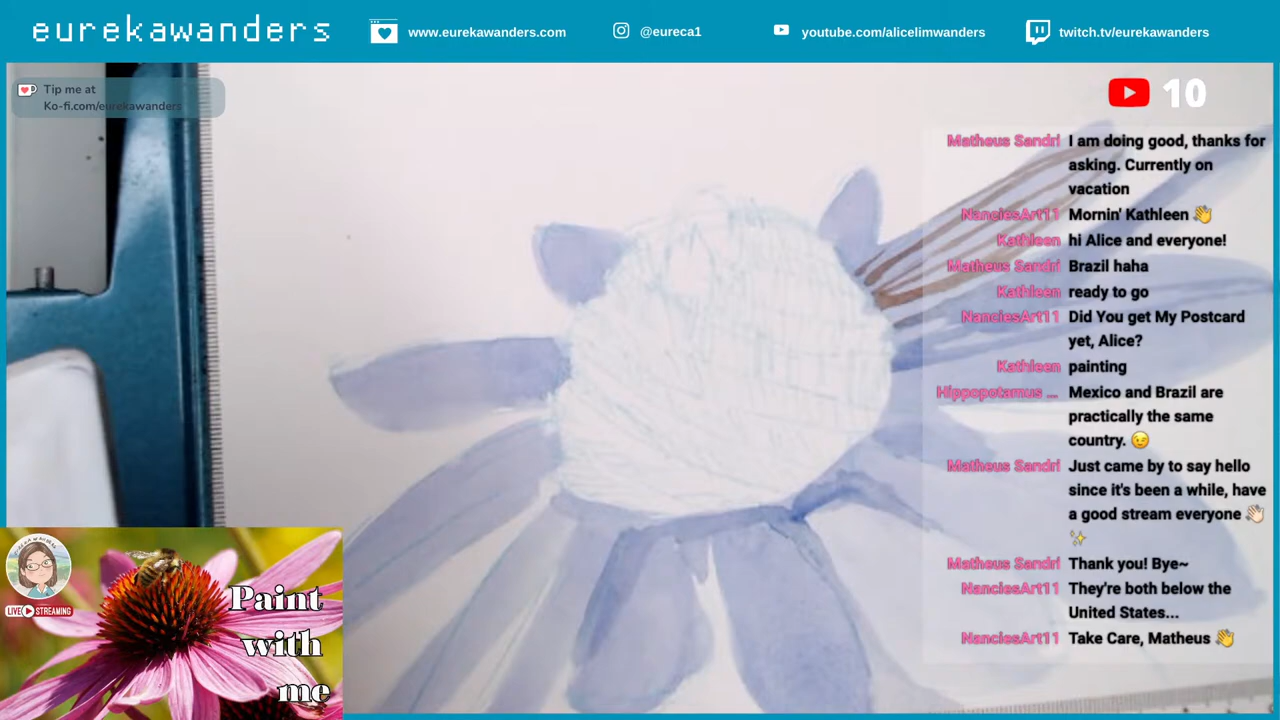 eurekawanders
www.eurekawanders.com
@eureca1
youtube.com/alicelimwanders
twitch.tv/eurekawanders
Tip me at
Ko-fi.com/eurekawanders
10
Matheus Sandri I am doing good, thanks for
asking. Currently on
vacation
NanciesArt11 Mornin' Kathleen 👋
Kathleen hi Alice and everyone!
Matheus Sandri Brazil haha
Kathleen ready to go
NanciesArt11 Did You get My Postcard
yet, Alice?
Kathleen painting
Hippopotamus ... Mexico and Brazil are
practically the same
country. 😉
Matheus Sandri Just came by to say hello
since it's been a while, have
a good stream everyone 👋🏻
✨
Matheus Sandri Thank you! Bye~
NanciesArt11 They're both below the
United States...
NanciesArt11 Take Care, Matheus 👋
LIVE STREAMING
Paint
with
me